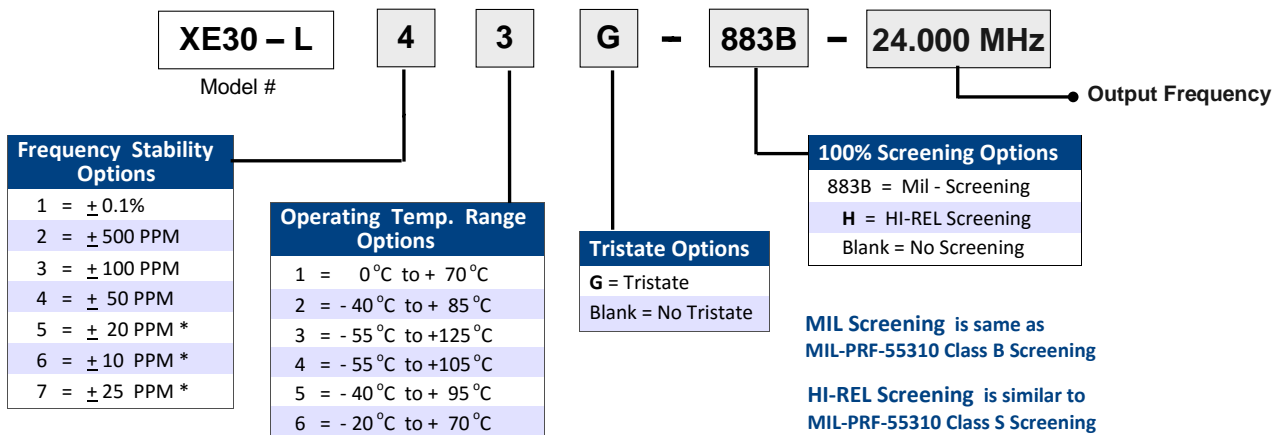 XE30 – L 4 3 G – 883B – 24.000 MHz
Model #
Output Frequency
Frequency Stability
Options
1 = ± 0.1%
2 = ± 500 PPM
3 = ± 100 PPM
4 = ± 50 PPM
5 = ± 20 PPM *
6 = ± 10 PPM *
7 = ± 25 PPM *
Operating Temp. Range
Options
1 = 0 °C to + 70 °C
2 = - 40 °C to + 85 °C
3 = - 55 °C to +125 °C
4 = - 55 °C to +105 °C
5 = - 40 °C to + 95 °C
6 = - 20 °C to + 70 °C
Tristate Options
G = Tristate
Blank = No Tristate
100% Screening Options
883B = Mil - Screening
H = HI-REL Screening
Blank = No Screening
MIL Screening is same as
MIL-PRF-55310 Class B Screening
HI-REL Screening is similar to
MIL-PRF-55310 Class S Screening